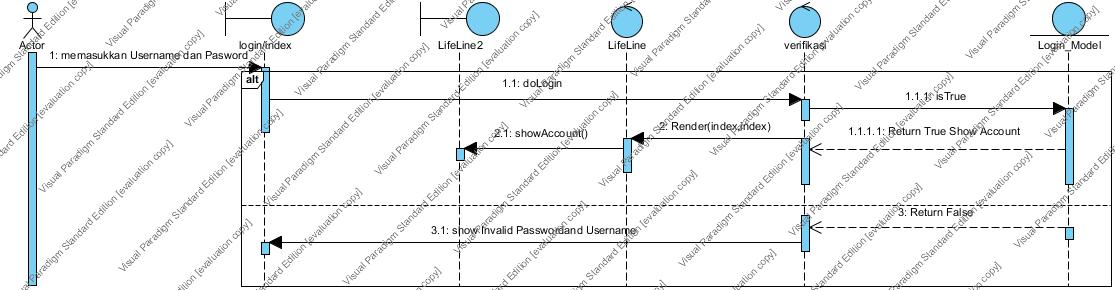 Actor
login/index
LifeLine2
LifeLine
verifikasi
Login_Model
1: memasukkan Username dan Pasword
alt
1.1: doLogin
1.1.1: isTrue
2: Render(index,index)
1.1.1.1: Return True Show Account
2.1: showAccount()
3: Return False
3.1: show Invalid Passwordand Username
Visual Paradigm Standard Edition [evaluation copy]